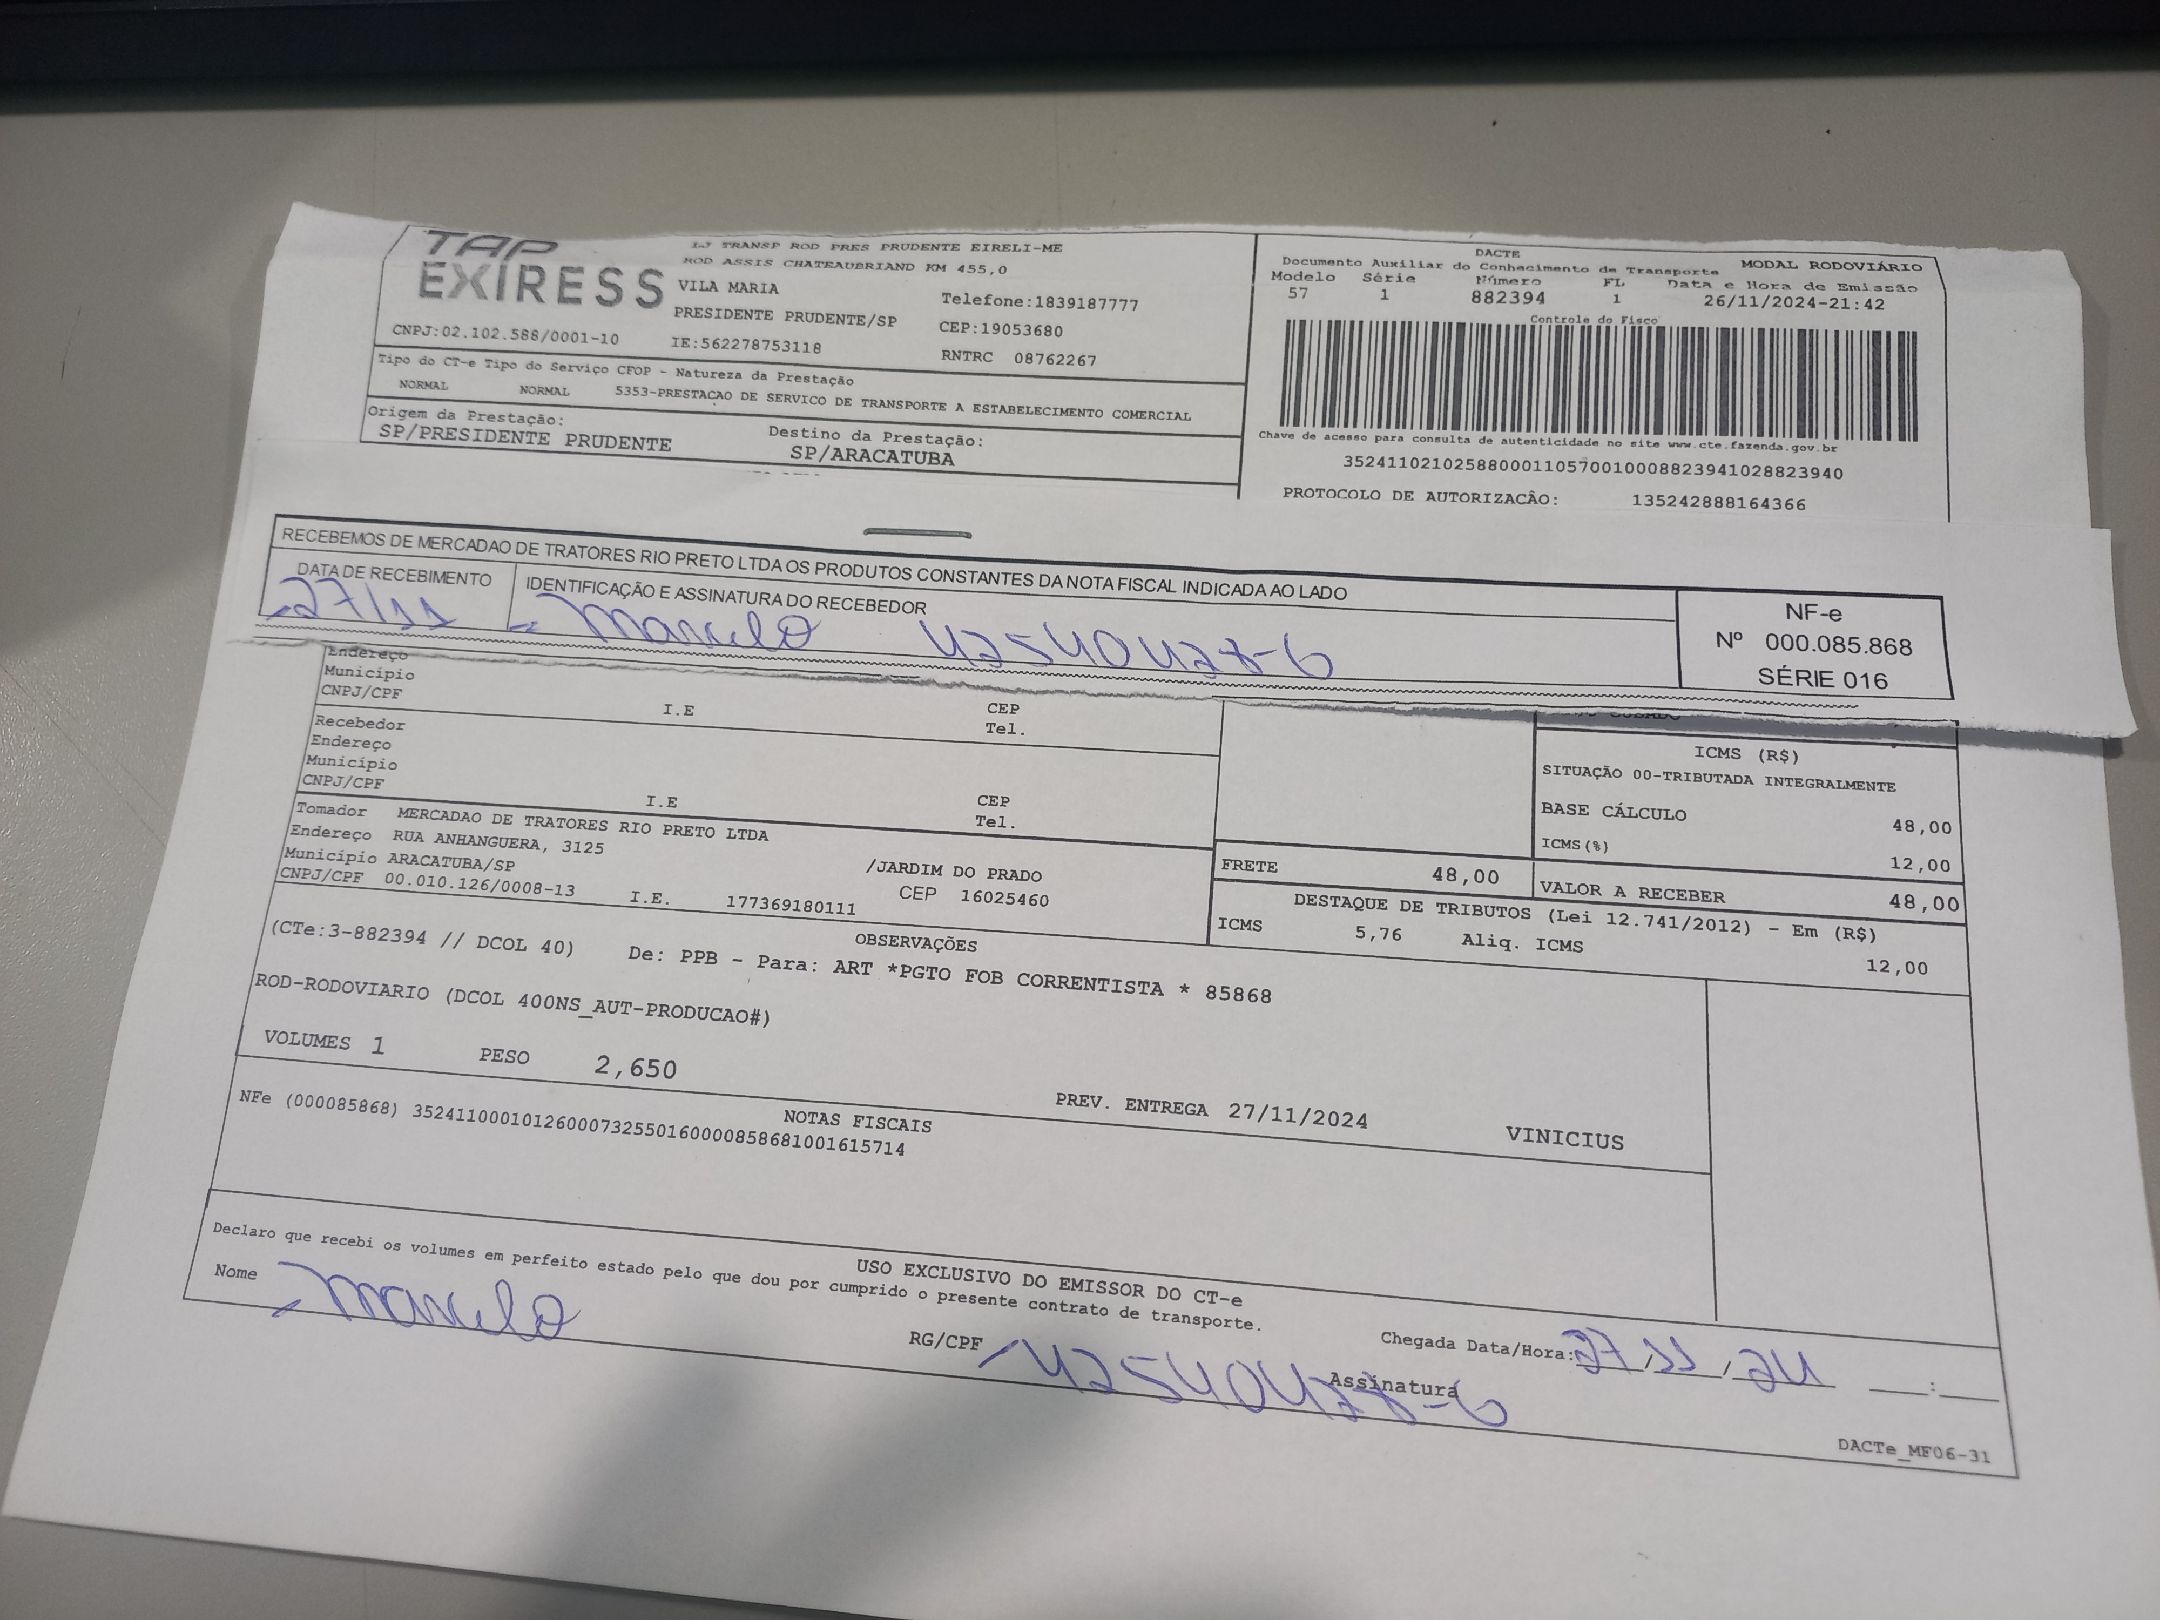 TAP
EXPRESS
LJ TRANSP ROD PRES PRUDENTE EIRELI-ME
ROD ASSIS CHATEAUBRIAND KM 455,0
VILA MARIA
PRESIDENTE PRUDENTE/SP
Telefone:1839187777
CEP:19053680
CNPJ:02.102.588/0001-10
IE:562278753118
RNTRC 08762267
Tipo do CT-e Tipo do Serviço CFOP - Natureza da Prestação
NORMAL NORMAL 5353-PRESTACAO DE SERVICO DE TRANSPORTE A ESTABELECIMENTO COMERCIAL
Origem da Prestação:
SP/PRESIDENTE PRUDENTE
Destino da Prestação:
SP/ARACATUBA
DACTE
Documento Auxiliar do Conhecimento de Transporte
MODAL RODOVIÁRIO
Modelo Série Número FL Data e Hora de Emissão
57 1 882394 1 26/11/2024-21:42
Controle do Fisco
Chave de acesso para consulta de autenticidade no site www.cte.fazenda.gov.br
35241102102588000110570010008823941028823940
PROTOCOLO DE AUTORIZACÂO: 135242888164366
RECEBEMOS DE MERCADAO DE TRATORES RIO PRETO LTDA OS PRODUTOS CONSTANTES DA NOTA FISCAL INDICADA AO LADO
DATA DE RECEBIMENTO
27/11
IDENTIFICAÇÃO E ASSINATURA DO RECEBEDOR
Marcelo 42540428-6
NF-e
Nº 000.085.868
SÉRIE 016
Endereço
Município
CNPJ/CPF I.E CEP
Tel.
Recebedor
Endereço
Município
CNPJ/CPF I.E CEP
Tel.
Tomador MERCADAO DE TRATORES RIO PRETO LTDA
Endereço RUA ANHANGUERA, 3125 /JARDIM DO PRADO
Município ARACATUBA/SP CEP 16025460
CNPJ/CPF 00.010.126/0008-13 I.E. 177369180111
ICMS (R$)
SITUAÇÃO 00-TRIBUTADA INTEGRALMENTE
BASE CÁLCULO 48,00
ICMS(%) 12,00
FRETE 48,00
VALOR A RECEBER 48,00
DESTAQUE DE TRIBUTOS (Lei 12.741/2012) - Em (R$)
ICMS 5,76 Aliq. ICMS 12,00
OBSERVAÇÕES
(CTe:3-882394 // DCOL 40) De: PPB - Para: ART *PGTO FOB CORRENTISTA * 85868
ROD-RODOVIARIO (DCOL 400NS_AUT-PRODUCAO#)
VOLUMES 1 PESO 2,650
PREV. ENTREGA 27/11/2024 VINICIUS
NOTAS FISCAIS
NFe (000085868) 35241100010126000732550160000858681001615714
USO EXCLUSIVO DO EMISSOR DO CT-e
Declaro que recebi os volumes em perfeito estado pelo que dou por cumprido o presente contrato de transporte.
Nome Marcelo
RG/CPF 42540428-6
Assinatura
Chegada Data/Hora: 27/11/24 __:__
DACTe_MF06-31